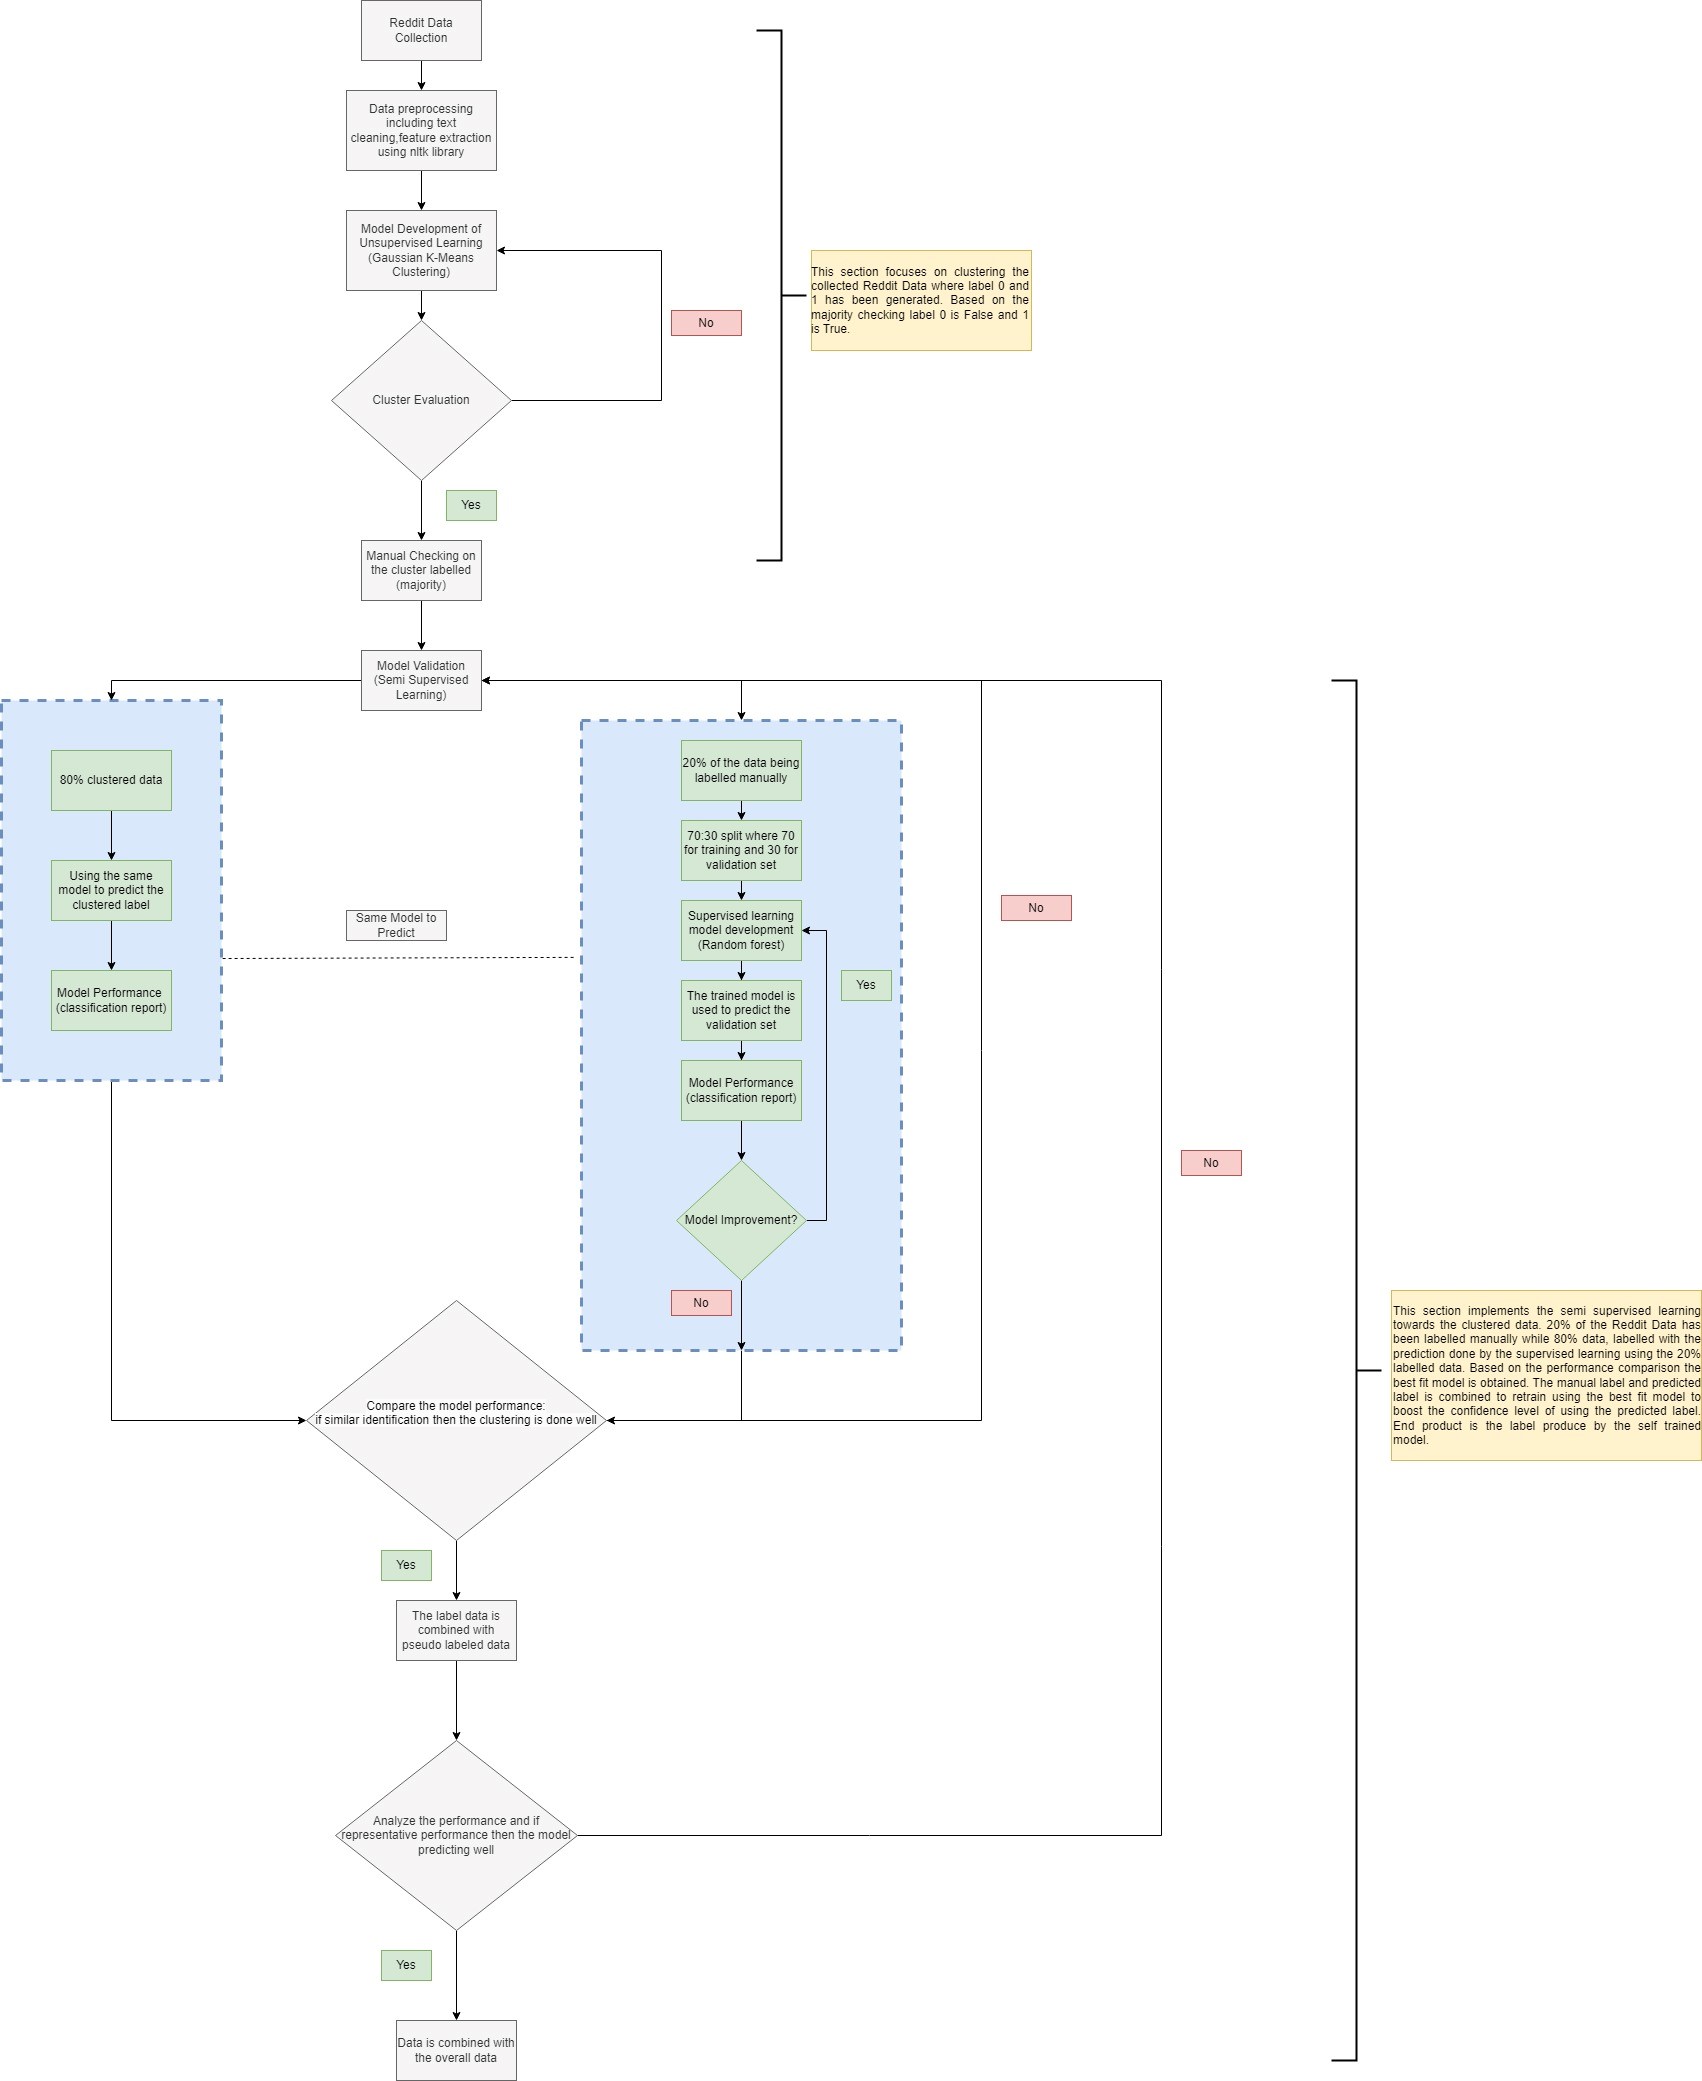 Reddit Data
Collection
Data preprocessing
including text
cleaning,feature extraction
using nltk library
Model Development of
Unsupervised Learning
(Gaussian K-Means
Clustering)
No
This section focuses on clustering the
collected Reddit Data where label 0 and
1 has been generated. Based on the
majority checking label 0 is False and 1
is True.
Cluster Evaluation
Yes
Manual Checking on
the cluster labelled
(majority)
Model Validation
(Semi Supervised
Learning)
80% clustered data
Using the same
model to predict the
clustered label
Model Performance
(classification report)
Same Model to
Predict
20% of the data being
labelled manually
70:30 split where 70
for training and 30 for
validation set
Supervised learning
model development
(Random forest)
The trained model is
used to predict the
validation set
Model Performance
(classification report)
Yes
Model Improvement?
No
No
No
This section implements the semi supervised learning
towards the clustered data. 20% of the Reddit Data has
been labelled manually while 80% data, labelled with the
prediction done by the supervised learning using the 20%
labelled data. Based on the performance comparison the
best fit model is obtained. The manual label and predicted
label is combined to retrain using the best fit model to
boost the confidence level of using the predicted label.
End product is the label produce by the self trained
model.
Compare the model performance:
if similar identification then the clustering is done well
Yes
The label data is
combined with
pseudo labeled data
Analyze the performance and if
representative performance then the model
predicting well
Yes
Data is combined with
the overall data